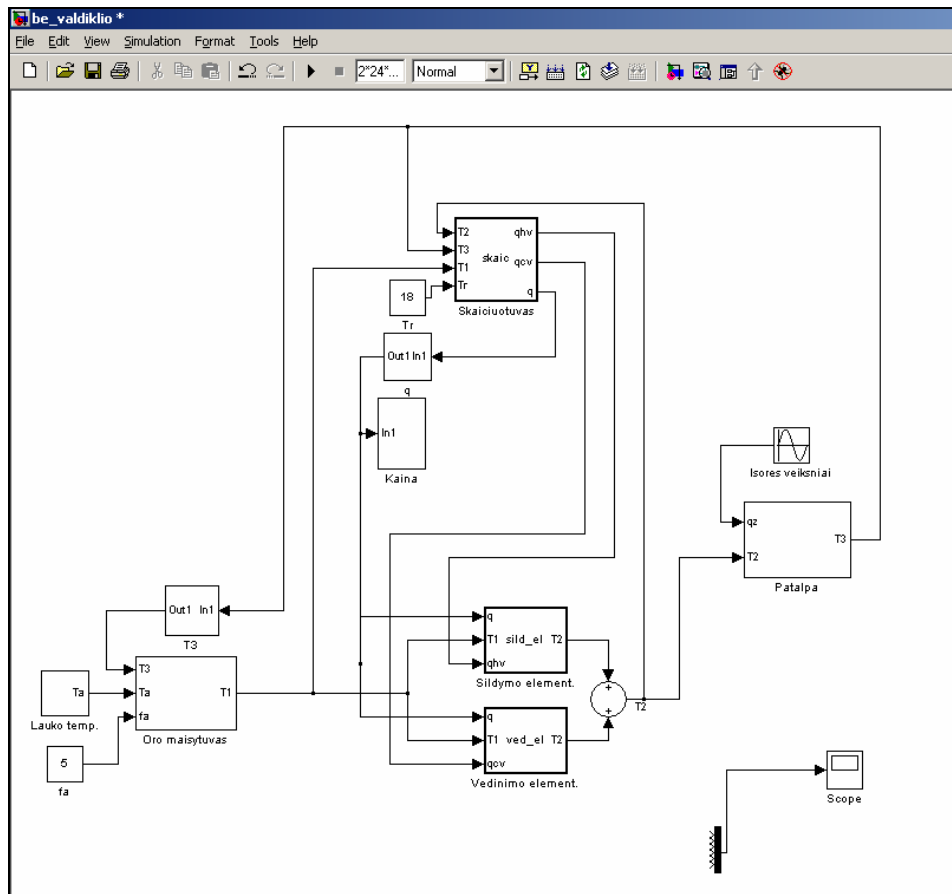 be_valdiklio *
File Edit View Simulation Format Tools Help
2*24*... Normal
T2
T3
T1
Tr
skaic
qhv
qcv
q
Skaiciuotuvas
18
Tr
Out1 In1
q
In1
Kaina
Isores veiksniai
qz
T2
T3
Patalpa
Out1 In1
T3
T3
Ta
fa
T1
Oro maisytuvas
Ta
Lauko temp.
5
fa
q
T1
qhv
sild_el
T2
Sildymo element.
q
T1
qcv
ved_el
T2
Vedinimo element.
+
+
T2
Scope